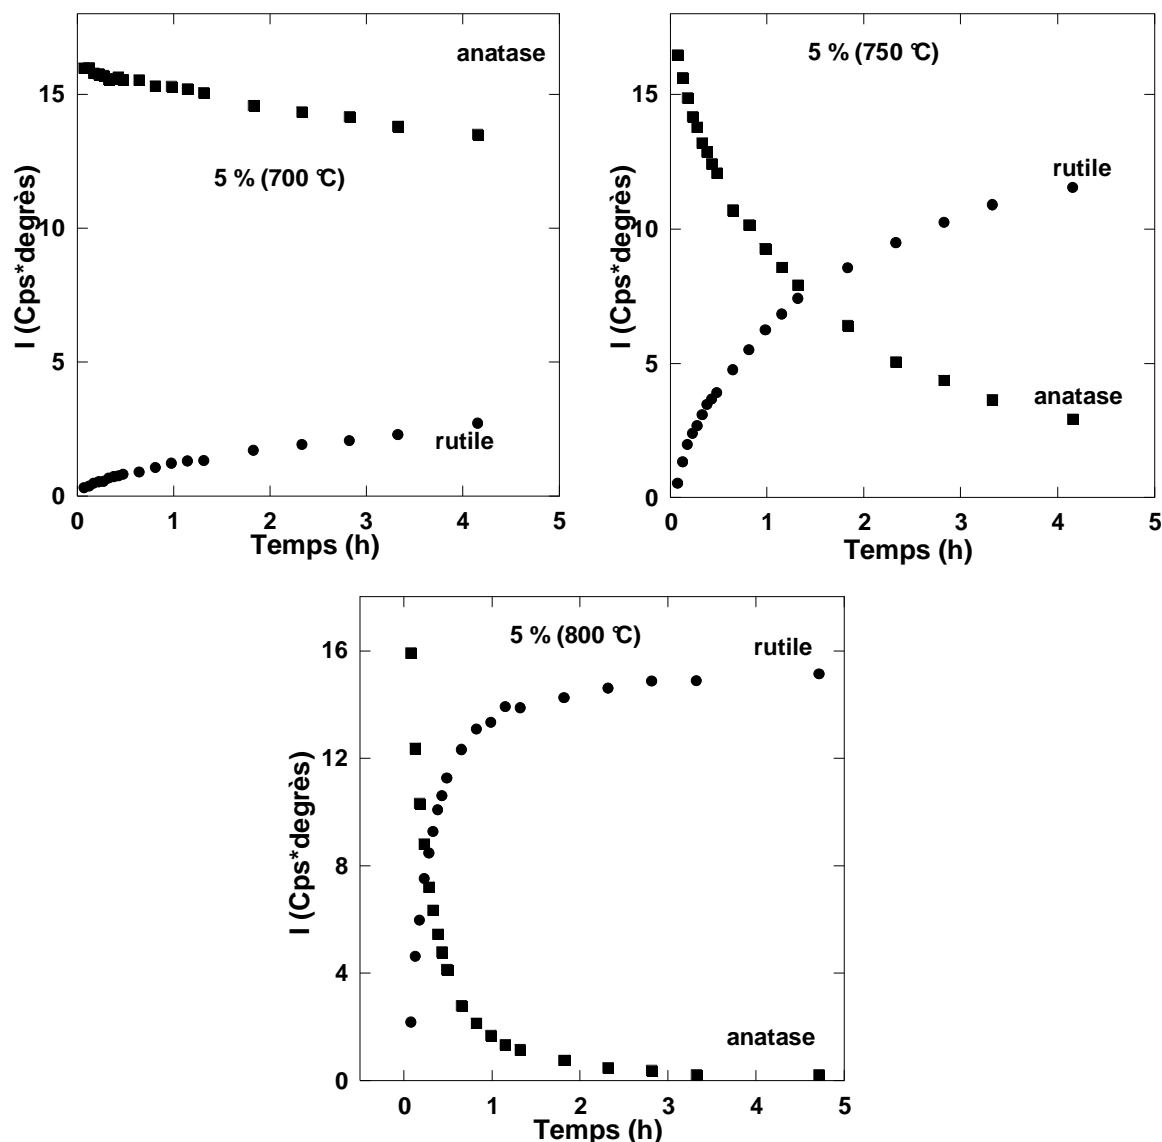 anatase
15
5 % (700 °C)
10
I (Cps*degrès)
5
rutile
0
0 1 2 3 4 5
Temps (h)
5 % (750 °C)
15
rutile
10
I (Cps*degrès)
5
anatase
0
0 1 2 3 4 5
Temps (h)
5 % (800 °C)
16
rutile
12
I (Cps*degrès)
8
4
anatase
0
0 1 2 3 4 5
Temps (h)